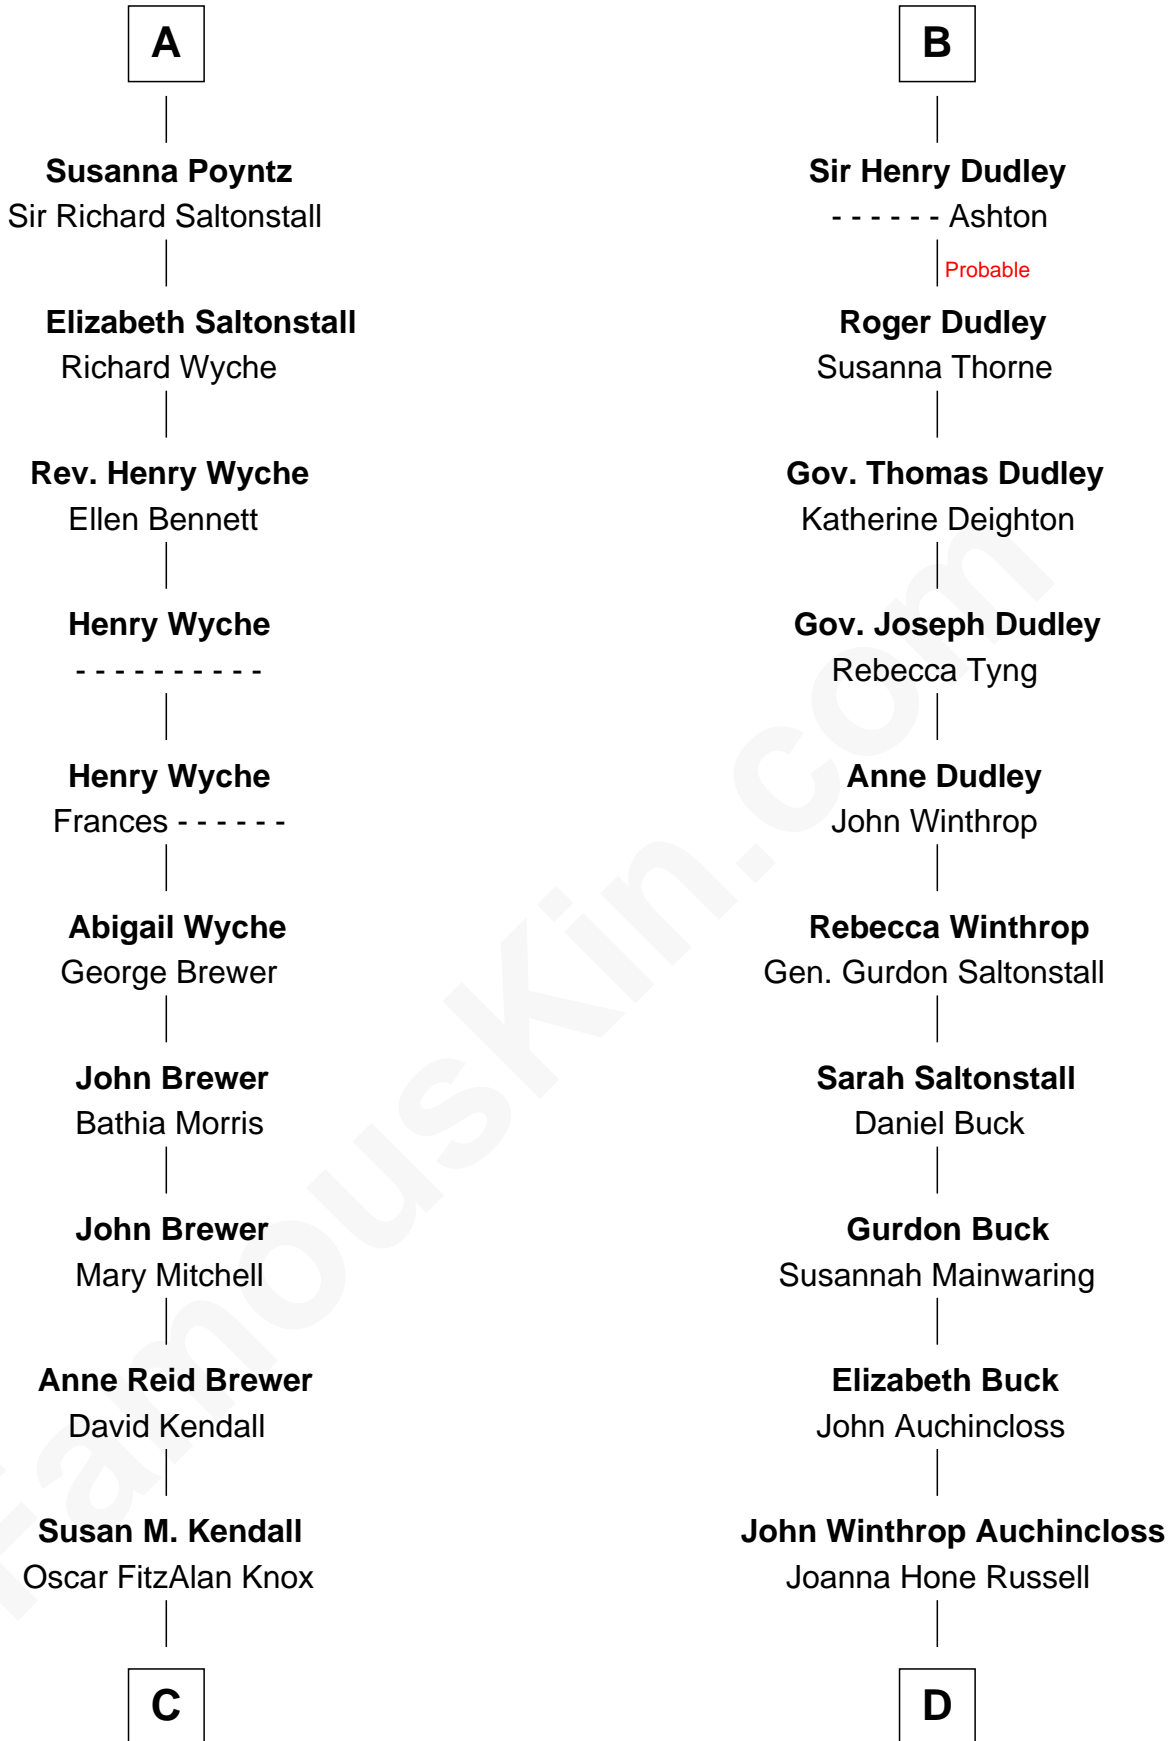 A
Susanna Poyntz
Sir Richard Saltonstall
Elizabeth Saltonstall
Richard Wyche
Rev. Henry Wyche
Ellen Bennett
Henry Wyche
- - - - - - - - - -
Henry Wyche
Frances - - - - - -
Abigail Wyche
George Brewer
John Brewer
Bathia Morris
John Brewer
Mary Mitchell
Anne Reid Brewer
David Kendall
Susan M. Kendall
Oscar FitzAlan Knox
C
B
Sir Henry Dudley
- - - - - - Ashton
Probable
Roger Dudley
Susanna Thorne
Gov. Thomas Dudley
Katherine Deighton
Gov. Joseph Dudley
Rebecca Tyng
Anne Dudley
John Winthrop
Rebecca Winthrop
Gen. Gurdon Saltonstall
Sarah Saltonstall
Daniel Buck
Gurdon Buck
Susannah Mainwaring
Elizabeth Buck
John Auchincloss
John Winthrop Auchincloss
Joanna Hone Russell
D
FamousKin.com